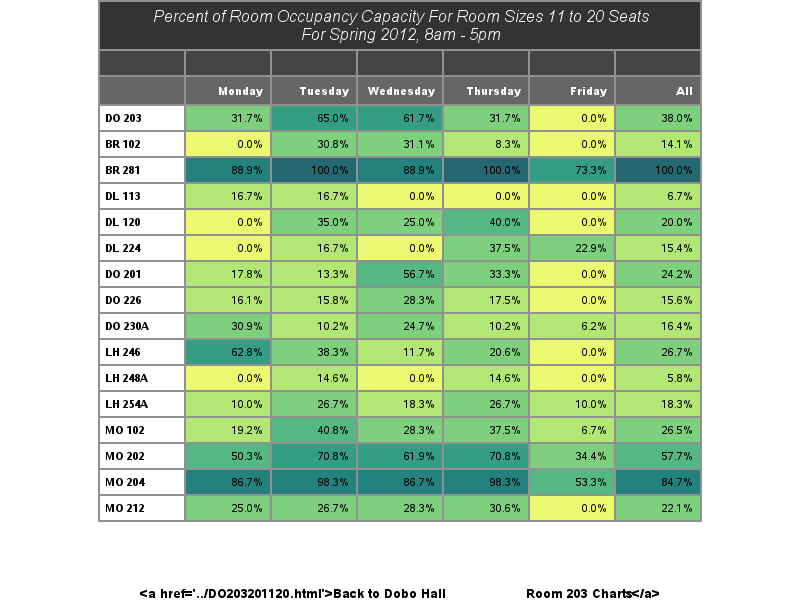 Percent of Room Occupancy Capacity For Room Sizes 11 to 20 Seats
For Spring 2012, 8am - 5pm
Monday Tuesday Wednesday Thursday Friday All
DO 203 31.7% 65.0% 61.7% 31.7% 0.0% 38.0%
BR 102 0.0% 30.8% 31.1% 8.3% 0.0% 14.1%
BR 281 88.9% 100.0% 88.9% 100.0% 73.3% 100.0%
DL 113 16.7% 16.7% 0.0% 0.0% 0.0% 6.7%
DL 120 0.0% 35.0% 25.0% 40.0% 0.0% 20.0%
DL 224 0.0% 16.7% 0.0% 37.5% 22.9% 15.4%
DO 201 17.8% 13.3% 56.7% 33.3% 0.0% 24.2%
DO 226 16.1% 15.8% 28.3% 17.5% 0.0% 15.6%
DO 230A 30.9% 10.2% 24.7% 10.2% 6.2% 16.4%
LH 246 62.8% 38.3% 11.7% 20.6% 0.0% 26.7%
LH 248A 0.0% 14.6% 0.0% 14.6% 0.0% 5.8%
LH 254A 10.0% 26.7% 18.3% 26.7% 10.0% 18.3%
MO 102 19.2% 40.8% 28.3% 37.5% 6.7% 26.5%
MO 202 50.3% 70.8% 61.9% 70.8% 34.4% 57.7%
MO 204 86.7% 98.3% 86.7% 98.3% 53.3% 84.7%
MO 212 25.0% 26.7% 28.3% 30.6% 0.0% 22.1%
<a href='../DO203201120.html'>Back to Dobo Hall Room 203 Charts</a>